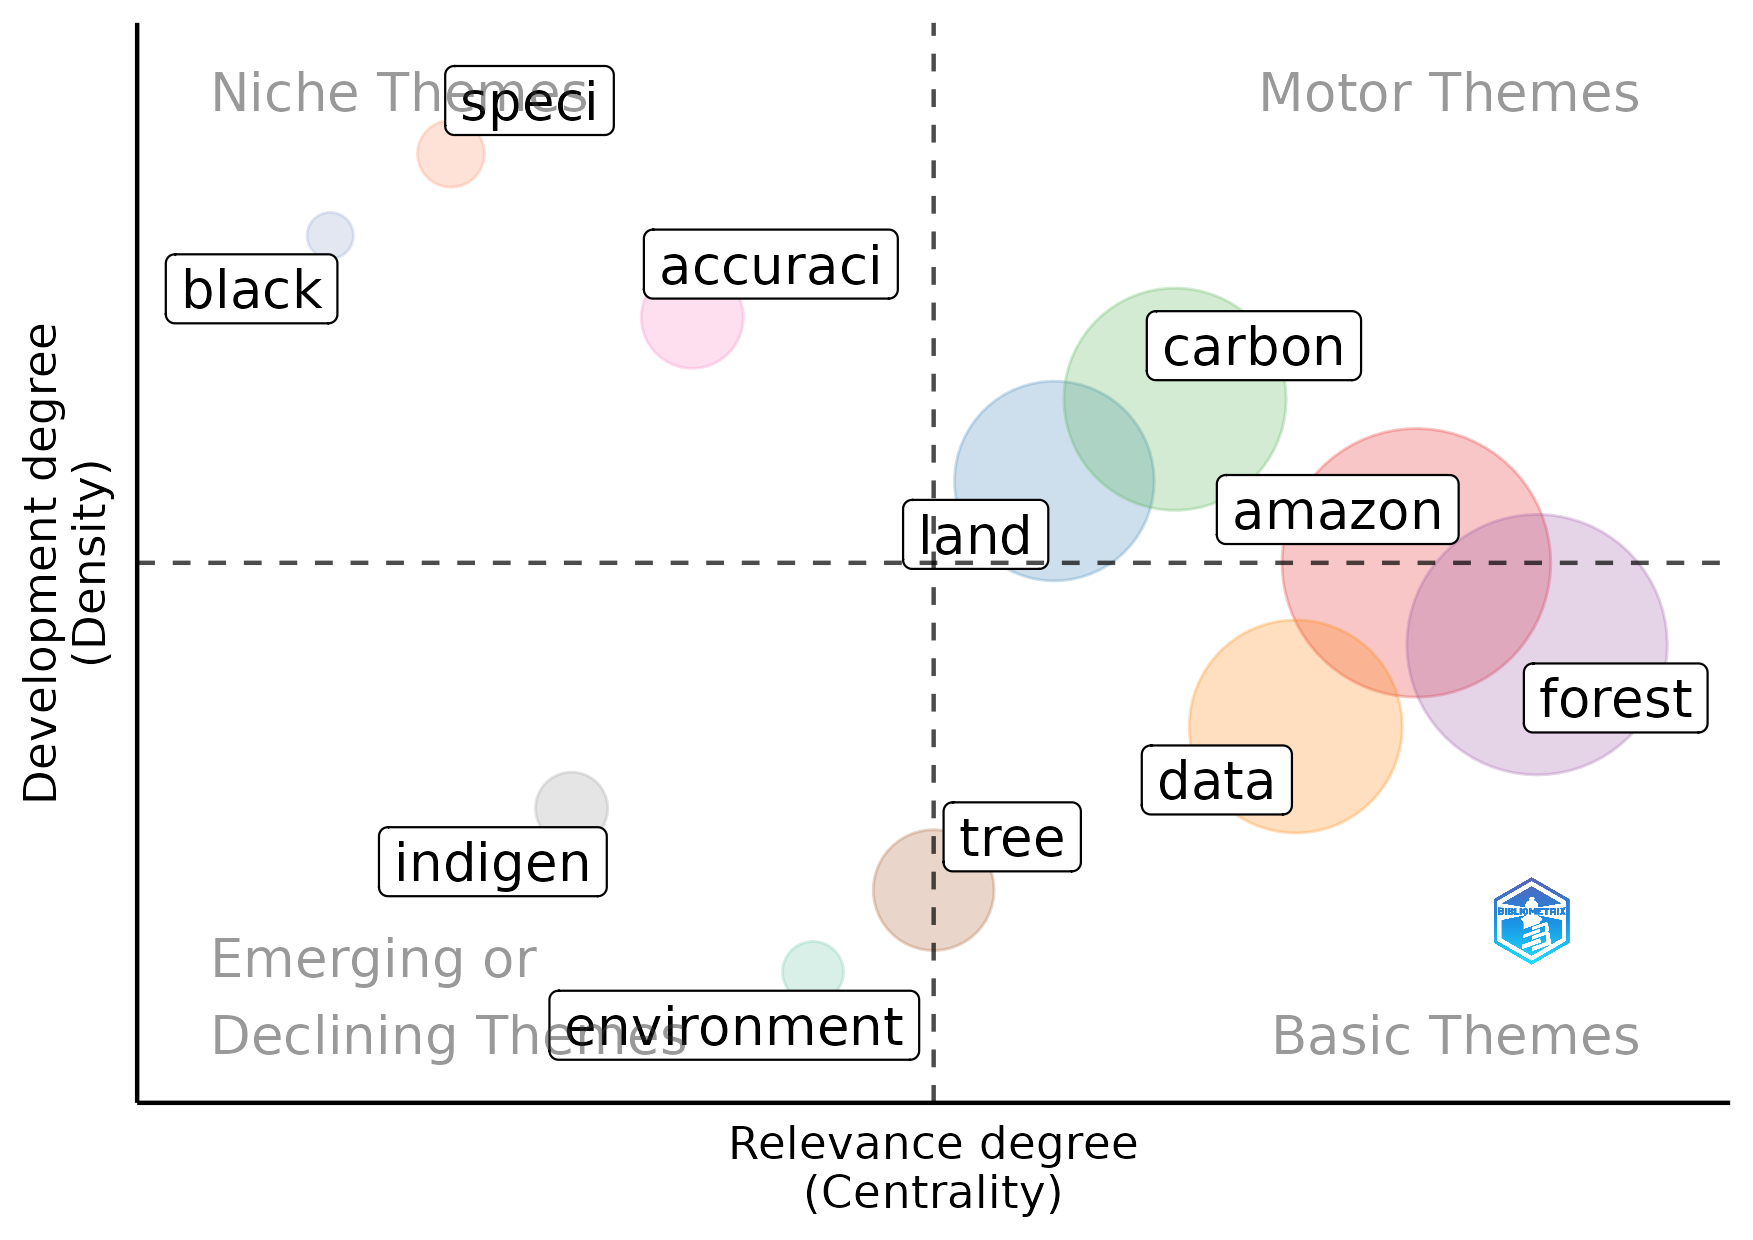 Niche Themes
Motor Themes
speci
black
accuraci
carbon
land
amazon
forest
data
tree
indigen
environment
BIBLIOMETRIX
Emerging or
Declining Themes
Basic Themes
Development degree
(Density)
Relevance degree
(Centrality)